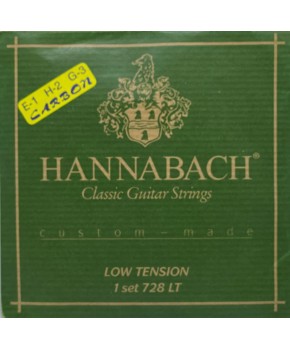 E-1 H-2 G-3
CARBON
HANNABACH®
Classic Guitar Strings
custom-made
LOW TENSION
1 set 728 LT